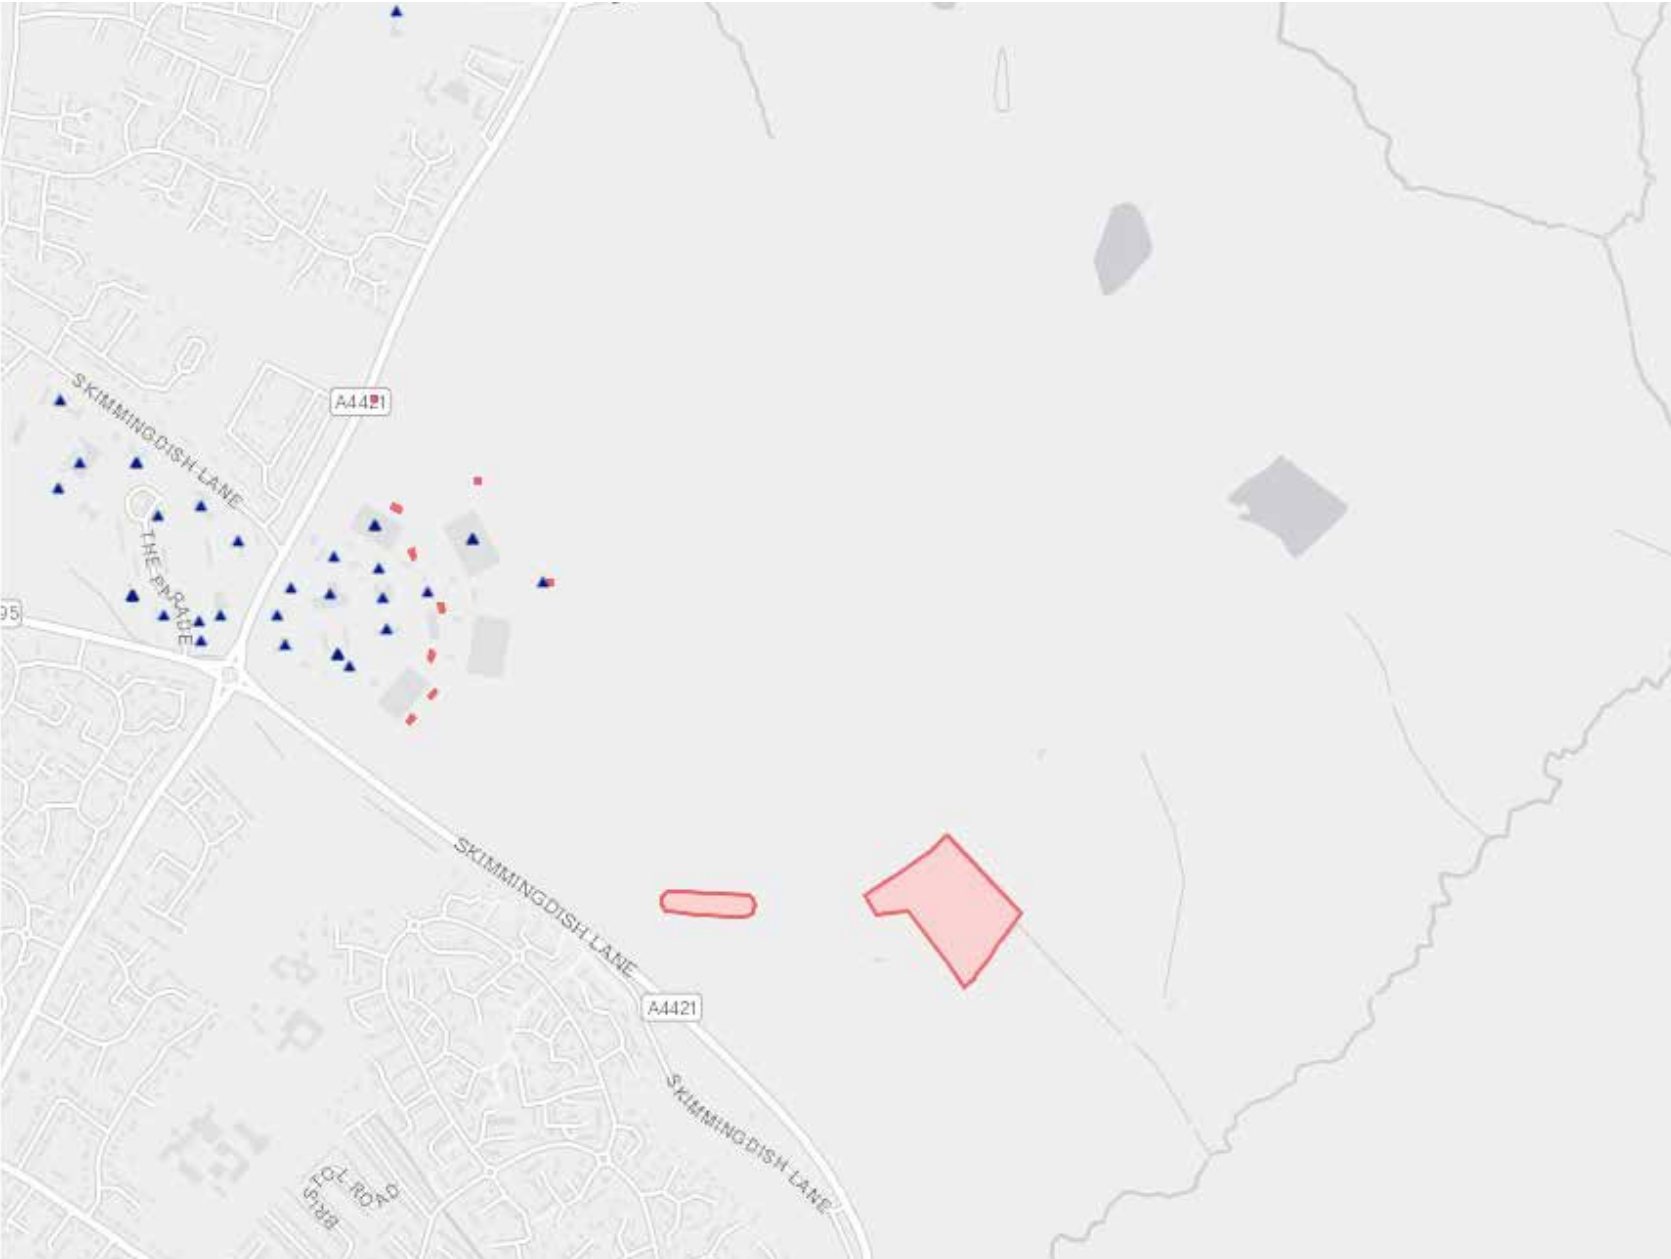 A4421
SKIMMINGDISH LANE
THE PARADE
95
SKIMMINGDISH LANE
A4421
SKIMMINGDISH LANE
BRISTOL ROAD